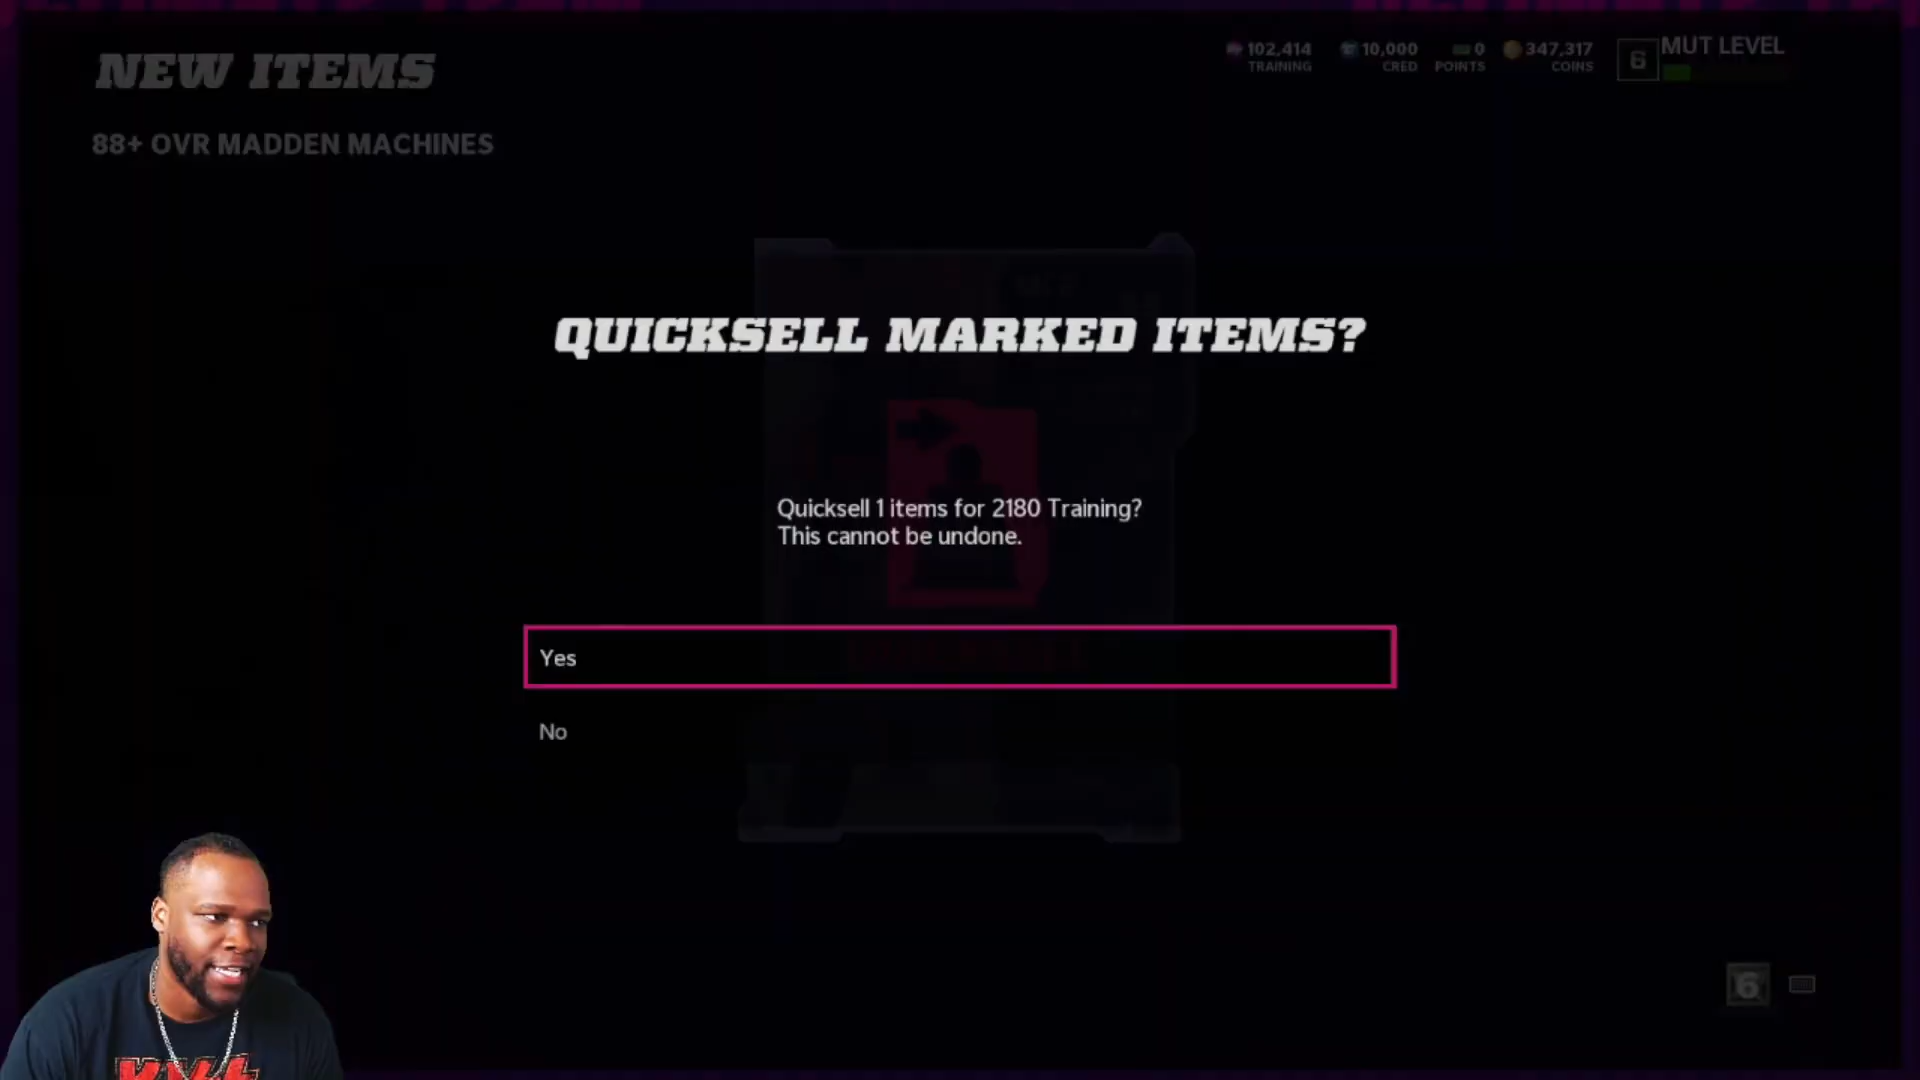 NEW ITEMS
102,414
TRAINING
10,000
CRED
0
POINTS
347,317
COINS
6
MUT LEVEL
88+ OVR MADDEN MACHINES
QUICKSELL MARKED ITEMS?
Quicksell 1 items for 2180 Training?
This cannot be undone.
Yes
No
6